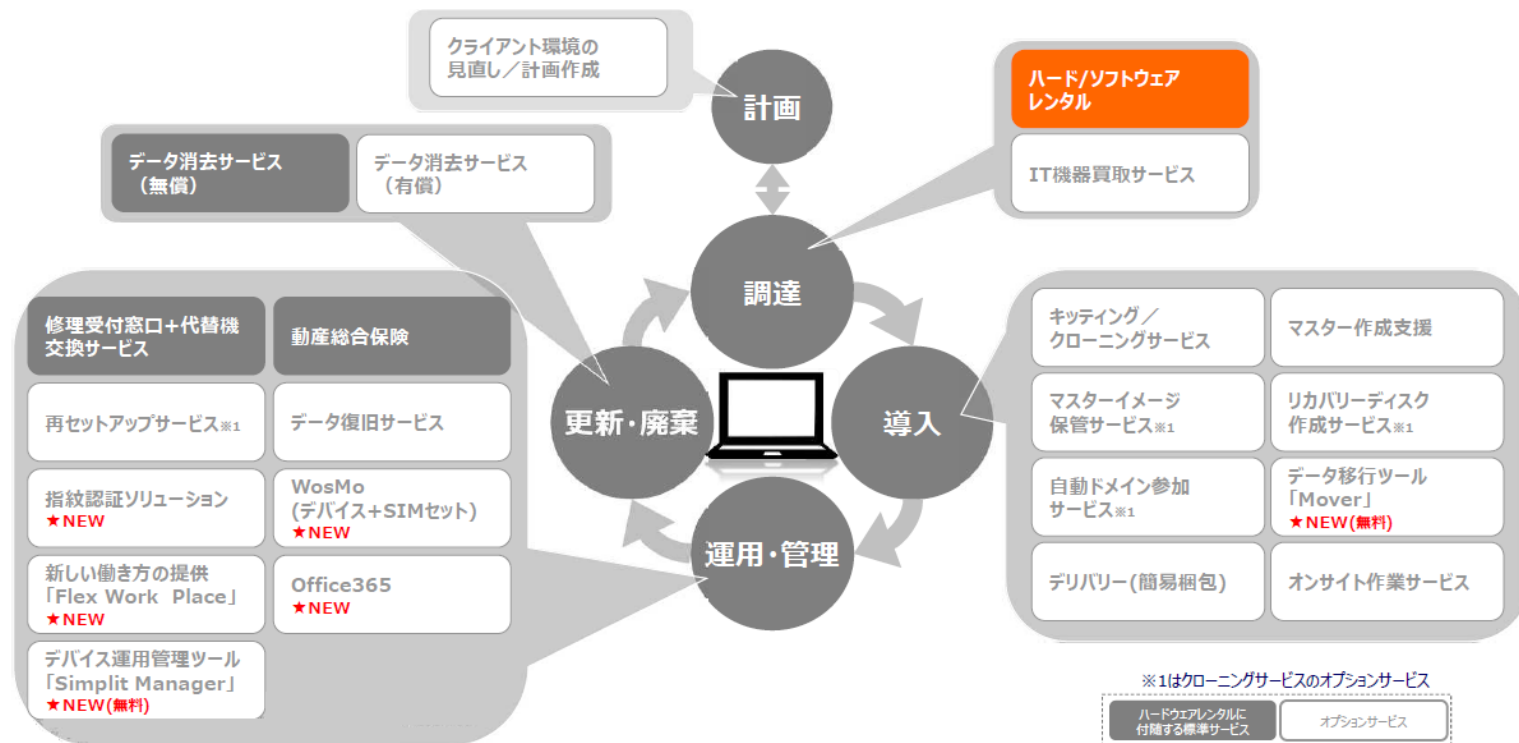 クライアント環境の
見直し／計画作成
計画
ハード/ソフトウェア
レンタル
IT機器買取サービス
データ消去サービス
（無償）
データ消去サービス
（有償）
調達
修理受付窓口+代替機
交換サービス
動産総合保険
再セットアップサービス※1
データ復旧サービス
指紋認証ソリューション
★NEW
WosMo
(デバイス+SIMセット)
★NEW
新しい働き方の提供
「Flex Work Place」
★NEW
Office365
★NEW
デバイス運用管理ツール
「Simplit Manager」
★NEW(無料)
更新・廃棄
導入
運用・管理
キッティング／
クローニングサービス
マスター作成支援
マスターイメージ
保管サービス※1
リカバリーディスク
作成サービス※1
自動ドメイン参加
サービス※1
データ移行ツール
「Mover」
★NEW(無料)
デリバリー(簡易梱包)
オンサイト作業サービス
※1はクローニングサービスのオプションサービス
ハードウェアレンタルに
付随する標準サービス
オプションサービス